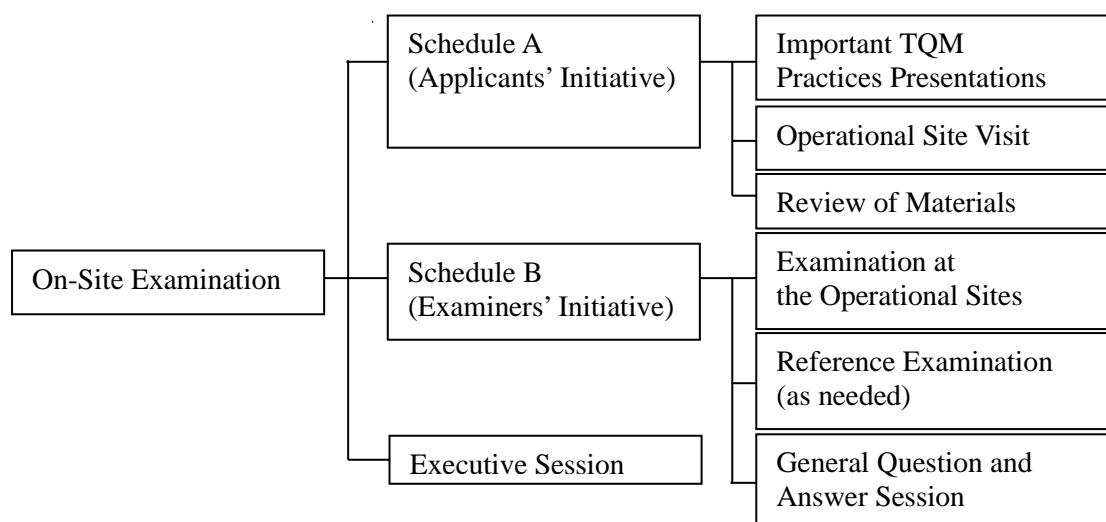 On-Site Examination
Schedule A
(Applicants’ Initiative)
Important TQM
Practices Presentations
Operational Site Visit
Review of Materials
Schedule B
(Examiners’ Initiative)
Examination at
the Operational Sites
Reference Examination
(as needed)
General Question and
Answer Session
Executive Session